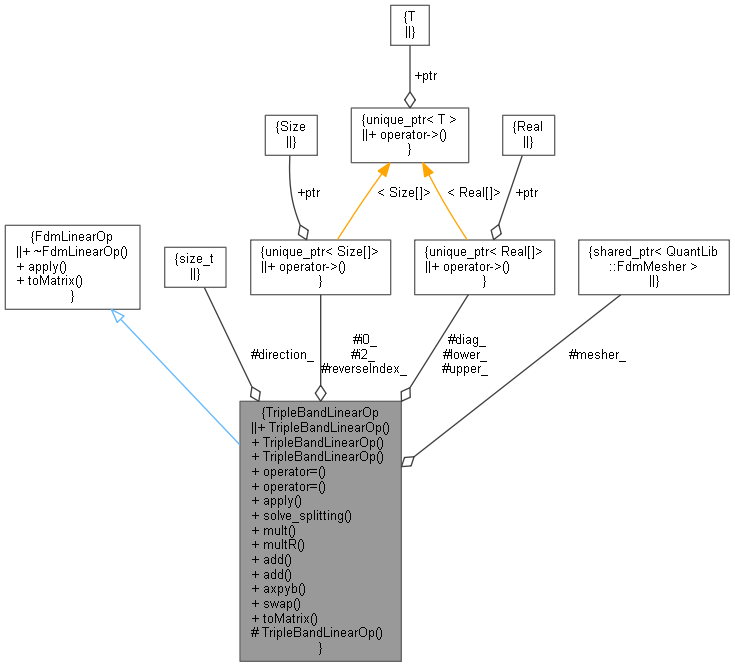 {T
||}
+ptr
{Size
||}
{unique_ptr< T >
||+ operator->()
}
{Real
||}
+ptr
< Size[]>
< Real[]>
+ptr
{FdmLinearOp
||+ ~FdmLinearOp()
+ apply()
+ toMatrix()
}
{size_t
||}
{unique_ptr< Size[]>
||+ operator->()
}
{unique_ptr< Real[]>
||+ operator->()
}
{shared_ptr< QuantLib
::FdmMesher >
||}
#direction_
#i0_
#i2_
#reverseIndex_
#diag_
#lower_
#upper_
#mesher_
{TripleBandLinearOp
||+ TripleBandLinearOp()
+ TripleBandLinearOp()
+ TripleBandLinearOp()
+ operator=()
+ operator=()
+ apply()
+ solve_splitting()
+ mult()
+ multR()
+ add()
+ add()
+ axpyb()
+ swap()
+ toMatrix()
# TripleBandLinearOp()
}